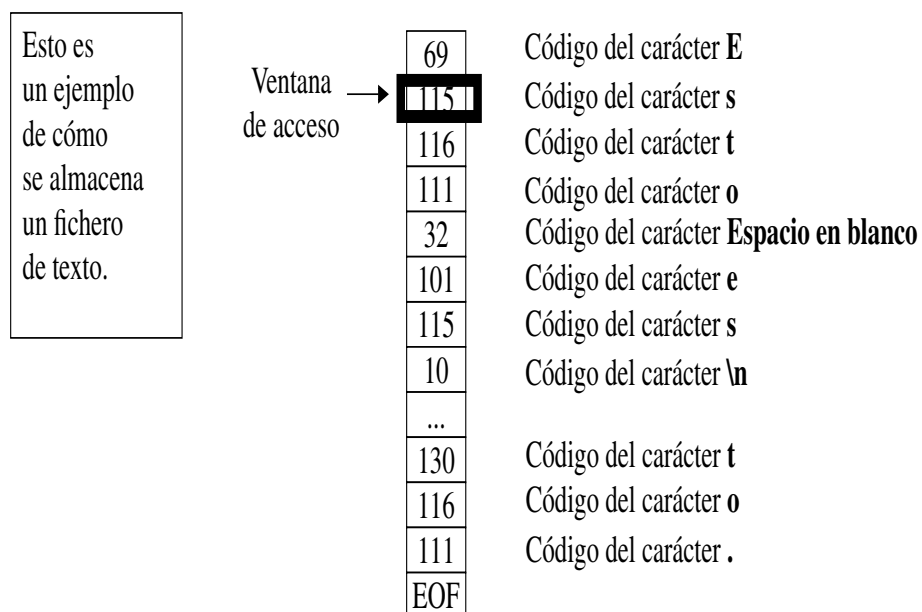 Esto es
un ejemplo
de cómo
se almacena
un fichero
de texto.
Ventana
de acceso
69 Código del carácter E
115 Código del carácter s
116 Código del carácter t
111 Código del carácter o
32 Código del carácter Espacio en blanco
101 Código del carácter e
115 Código del carácter s
10 Código del carácter \n
...
130 Código del carácter t
116 Código del carácter o
111 Código del carácter .
EOF